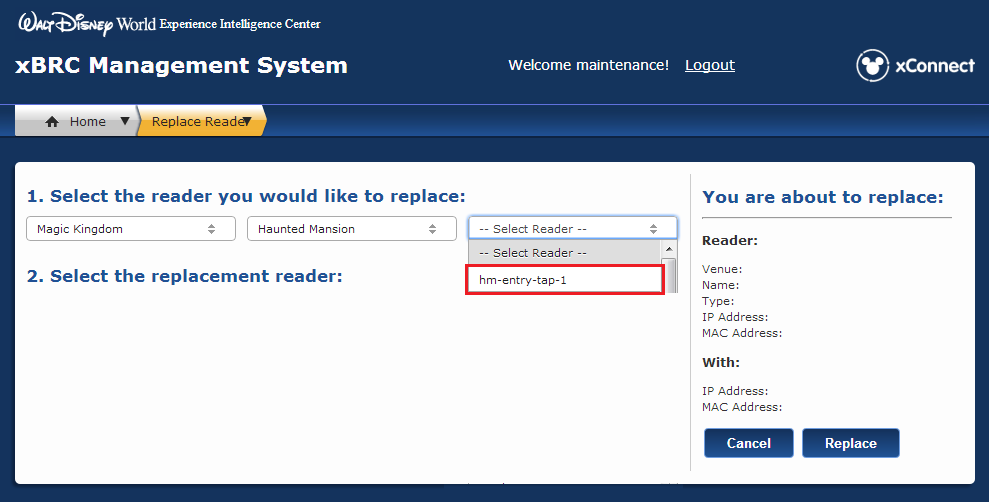 Walt Disney World Experience Intelligence Center
xBRC Management System
Welcome maintenance! Logout
xConnect
Home
Replace Reader
1. Select the reader you would like to replace:
Magic Kingdom
Haunted Mansion
-- Select Reader --
-- Select Reader --
hm-entry-tap-1
2. Select the replacement reader:
You are about to replace:
Reader:
Venue:
Name:
Type:
IP Address:
MAC Address:
With:
IP Address:
MAC Address:
Cancel
Replace